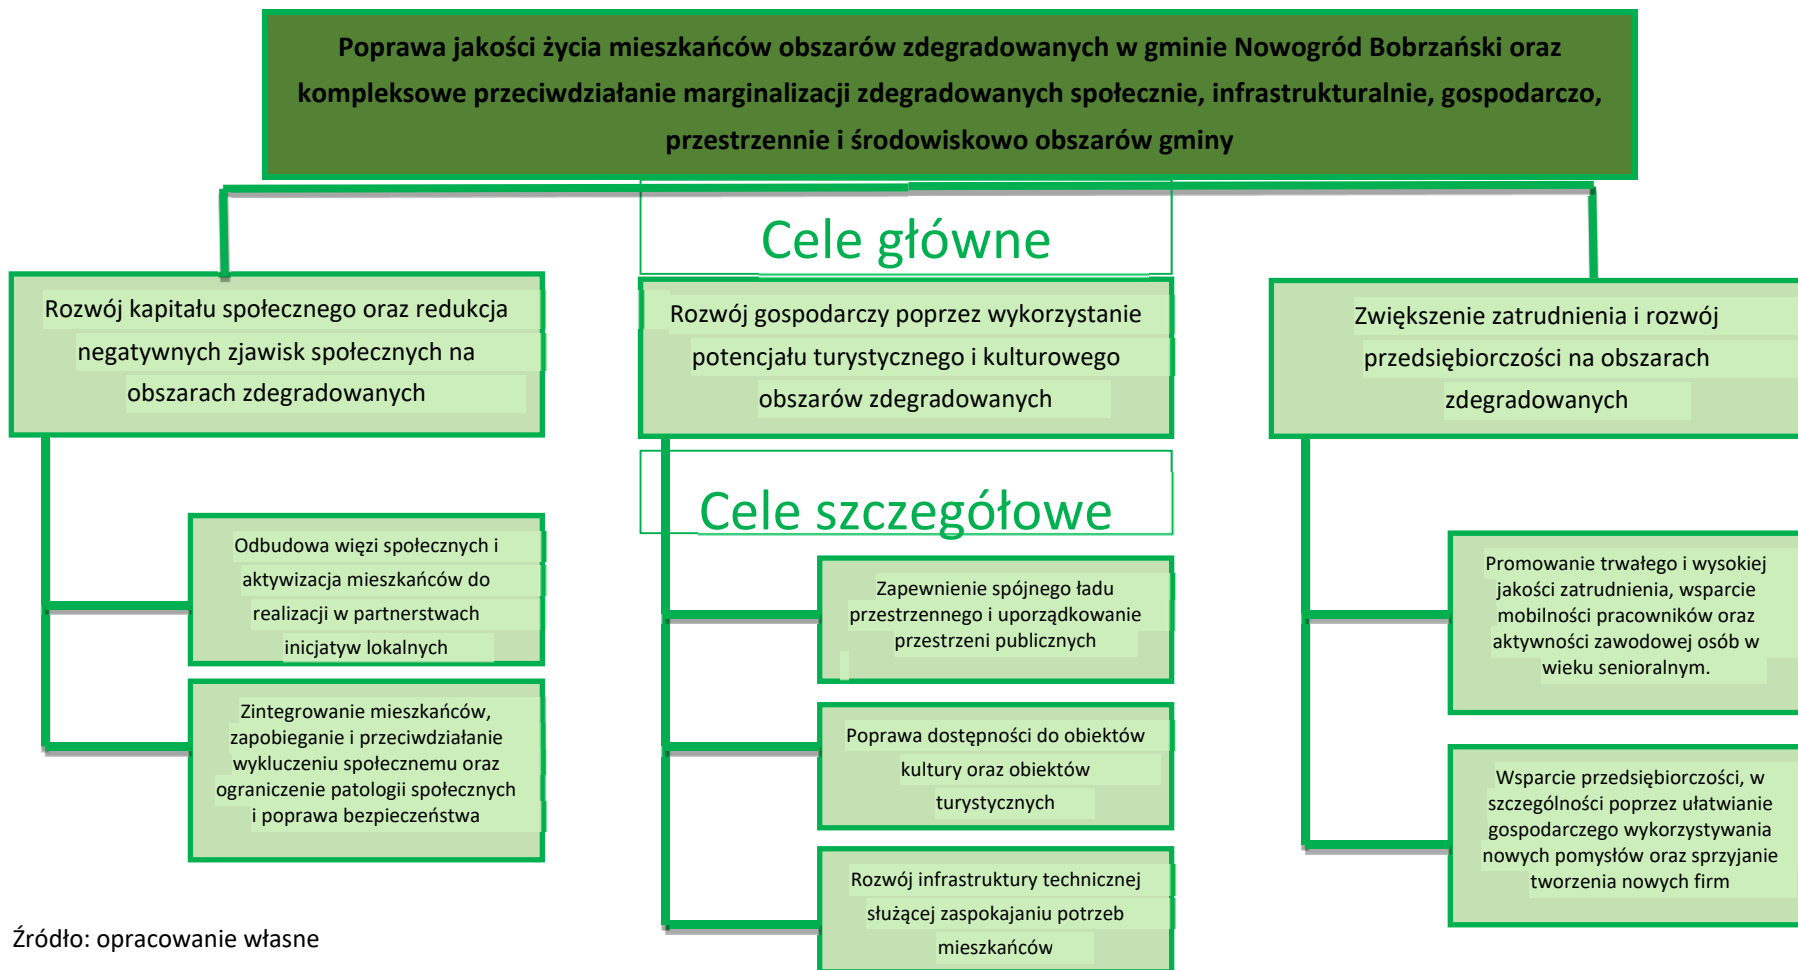 Poprawa jakości życia mieszkańców obszarów zdegradowanych w gminie Nowogród Bobrzański oraz
kompleksowe przeciwdziałanie marginalizacji zdegradowanych społecznie, infrastrukturalnie, gospodarczo,
przestrzennie i środowiskowo obszarów gminy
Cele główne
Rozwój kapitału społecznego oraz redukcja
negatywnych zjawisk społecznych na
obszarach zdegradowanych
Rozwój gospodarczy poprzez wykorzystanie
potencjału turystycznego i kulturowego
obszarów zdegradowanych
Zwiększenie zatrudnienia i rozwój
przedsiębiorczości na obszarach
zdegradowanych
Cele szczegółowe
Odbudowa więzi społecznych i
aktywizacja mieszkańców do
realizacji w partnerstwach
inicjatyw lokalnych
Zintegrowanie mieszkańców,
zapobieganie i przeciwdziałanie
wykluczeniu społecznemu oraz
ograniczenie patologii społecznych
i poprawa bezpieczeństwa
Zapewnienie spójnego ładu
przestrzennego i uporządkowanie
przestrzeni publicznych
Poprawa dostępności do obiektów
kultury oraz obiektów
turystycznych
Rozwój infrastruktury technicznej
służącej zaspokajaniu potrzeb
mieszkańców
Promowanie trwałego i wysokiej
jakości zatrudnienia, wsparcie
mobilności pracowników oraz
aktywności zawodowej osób w
wieku senioralnym.
Wsparcie przedsiębiorczości, w
szczególności poprzez ułatwianie
gospodarczego wykorzystywania
nowych pomysłów oraz sprzyjanie
tworzenia nowych firm
Źródło: opracowanie własne